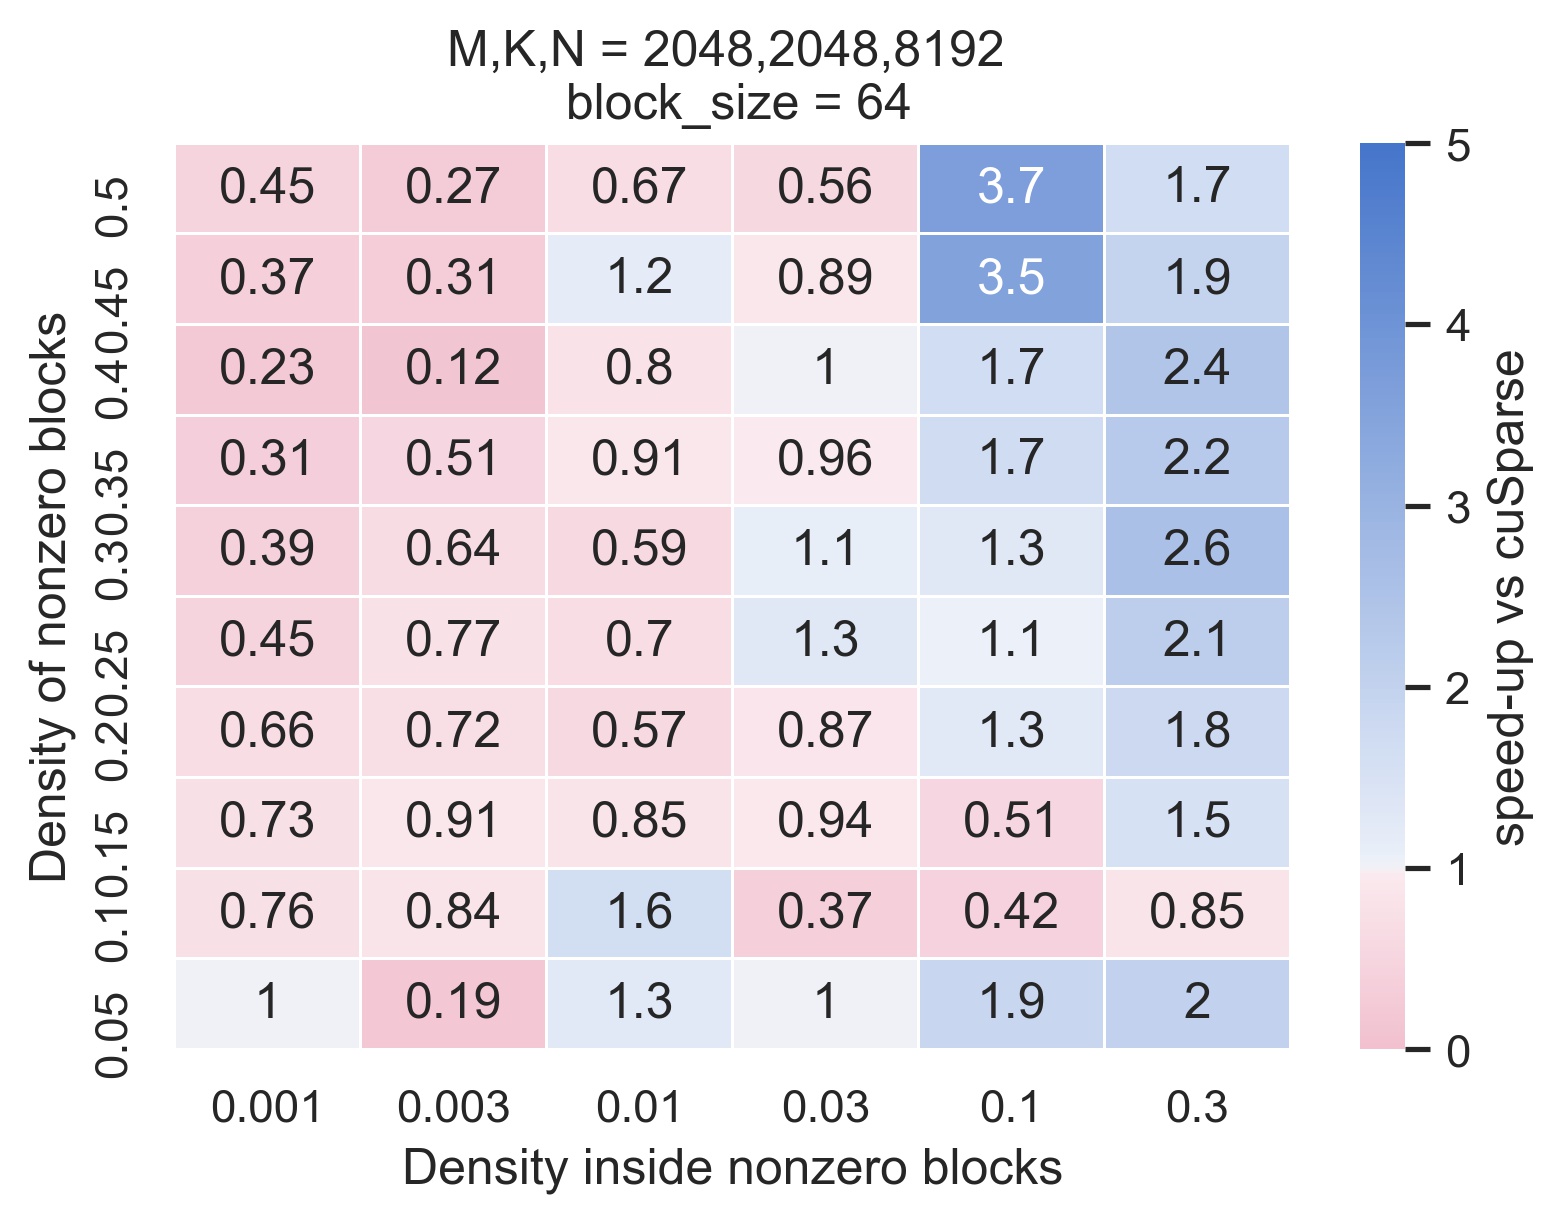 M,K,N = 2048,2048,8192
block_size = 64
Density of nonzero blocks
0.5 0.45 0.27 0.67 0.56 3.7 1.7
0.45 0.37 0.31 1.2 0.89 3.5 1.9
0.4 0.23 0.12 0.8 1 1.7 2.4
0.35 0.31 0.51 0.91 0.96 1.7 2.2
0.3 0.39 0.64 0.59 1.1 1.3 2.6
0.25 0.45 0.77 0.7 1.3 1.1 2.1
0.2 0.66 0.72 0.57 0.87 1.3 1.8
0.15 0.73 0.91 0.85 0.94 0.51 1.5
0.1 0.76 0.84 1.6 0.37 0.42 0.85
0.05 1 0.19 1.3 1 1.9 2
0.001 0.003 0.01 0.03 0.1 0.3
Density inside nonzero blocks
5
4
3
2
1
0
speed-up vs cuSparse